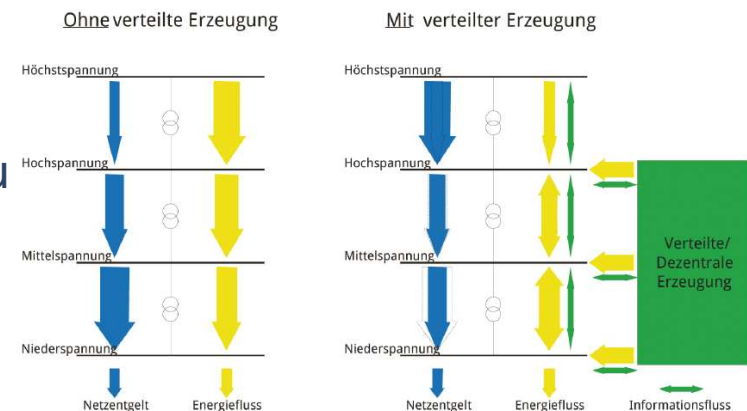 Ohne verteilte Erzeugung
Höchstspannung
Hochspannung
Mittelspannung
Niederspannung
Netzentgelt Energiefluss
Mit verteilter Erzeugung
Höchstspannung
Hochspannung
Mittelspannung
Niederspannung
Verteilte/
Dezentrale
Erzeugung
Netzentgelt Energiefluss Informationsfluss